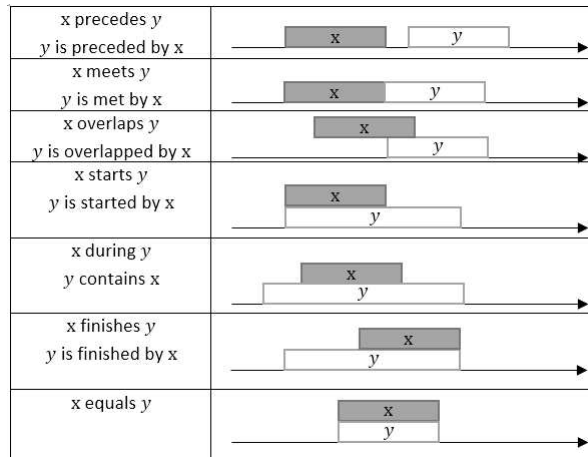 x precedes y
y is preceded by x
x y
x meets y
y is met by x
x y
x overlaps y
y is overlapped by x
x
y
x starts y
y is started by x
x
y
x during y
y contains x
x
y
x finishes y
y is finished by x
x
y
x equals y
x
y